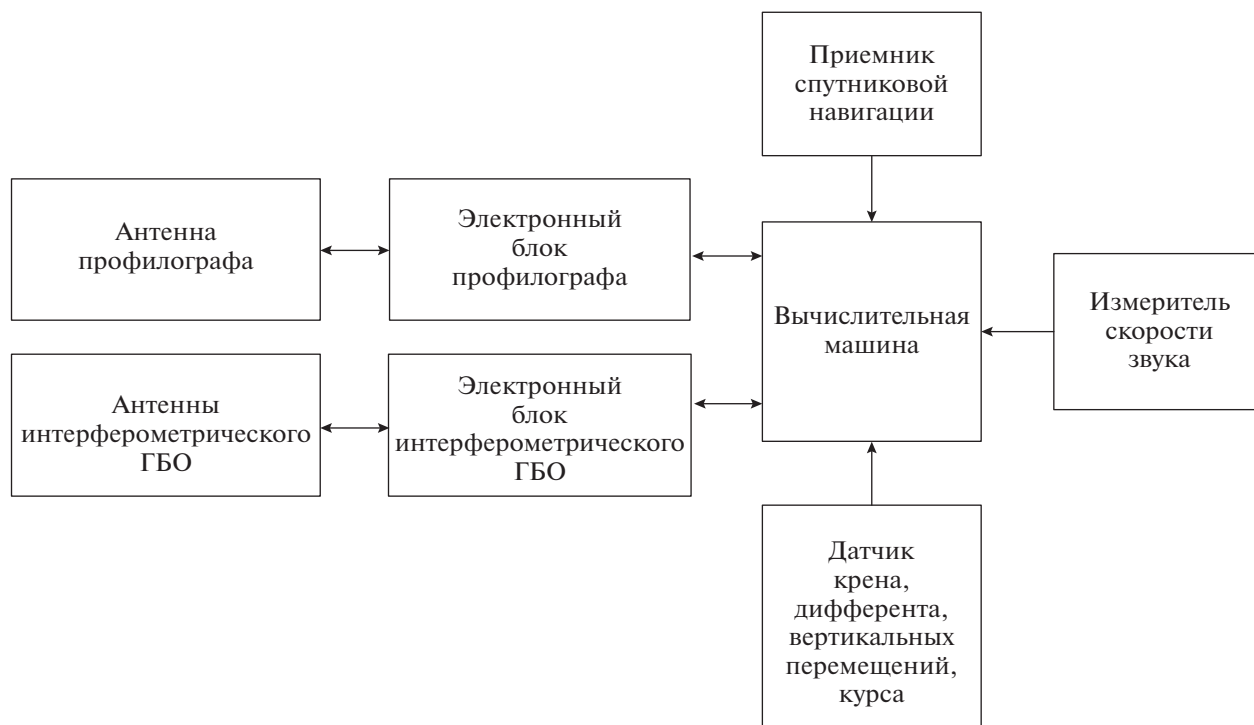 Приемник
спутниковой
навигации
Антенна
профилографа
Электронный
блок
профилографа
Вычислительная
машина
Измеритель
скорости
звука
Антенны
интерферометрического
ГБО
Электронный
блок
интерферометрического
ГБО
Датчик
крена,
дифферента,
вертикальных
перемещений,
курса